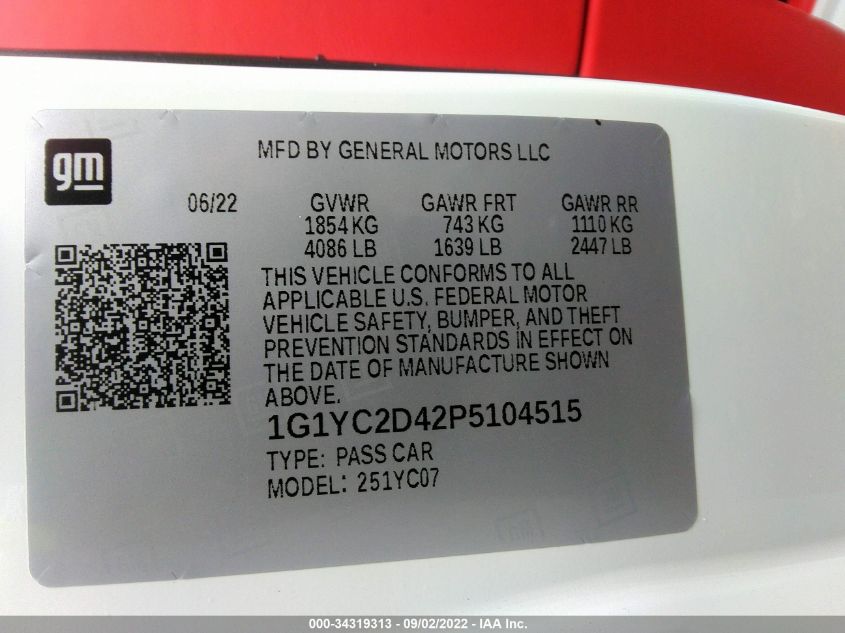 gm
MFD BY GENERAL MOTORS LLC
06/22 GVWR GAWR FRT GAWR RR
1854 KG 743 KG 1110 KG
4086 LB 1639 LB 2447 LB
THIS VEHICLE CONFORMS TO ALL
APPLICABLE U.S. FEDERAL MOTOR
VEHICLE SAFETY, BUMPER, AND THEFT
PREVENTION STANDARDS IN EFFECT ON
THE DATE OF MANUFACTURE SHOWN
ABOVE.
1G1YC2D42P5104515
TYPE: PASS CAR
MODEL: 251YC07
000-34319313 - 09/02/2022 - IAA Inc.